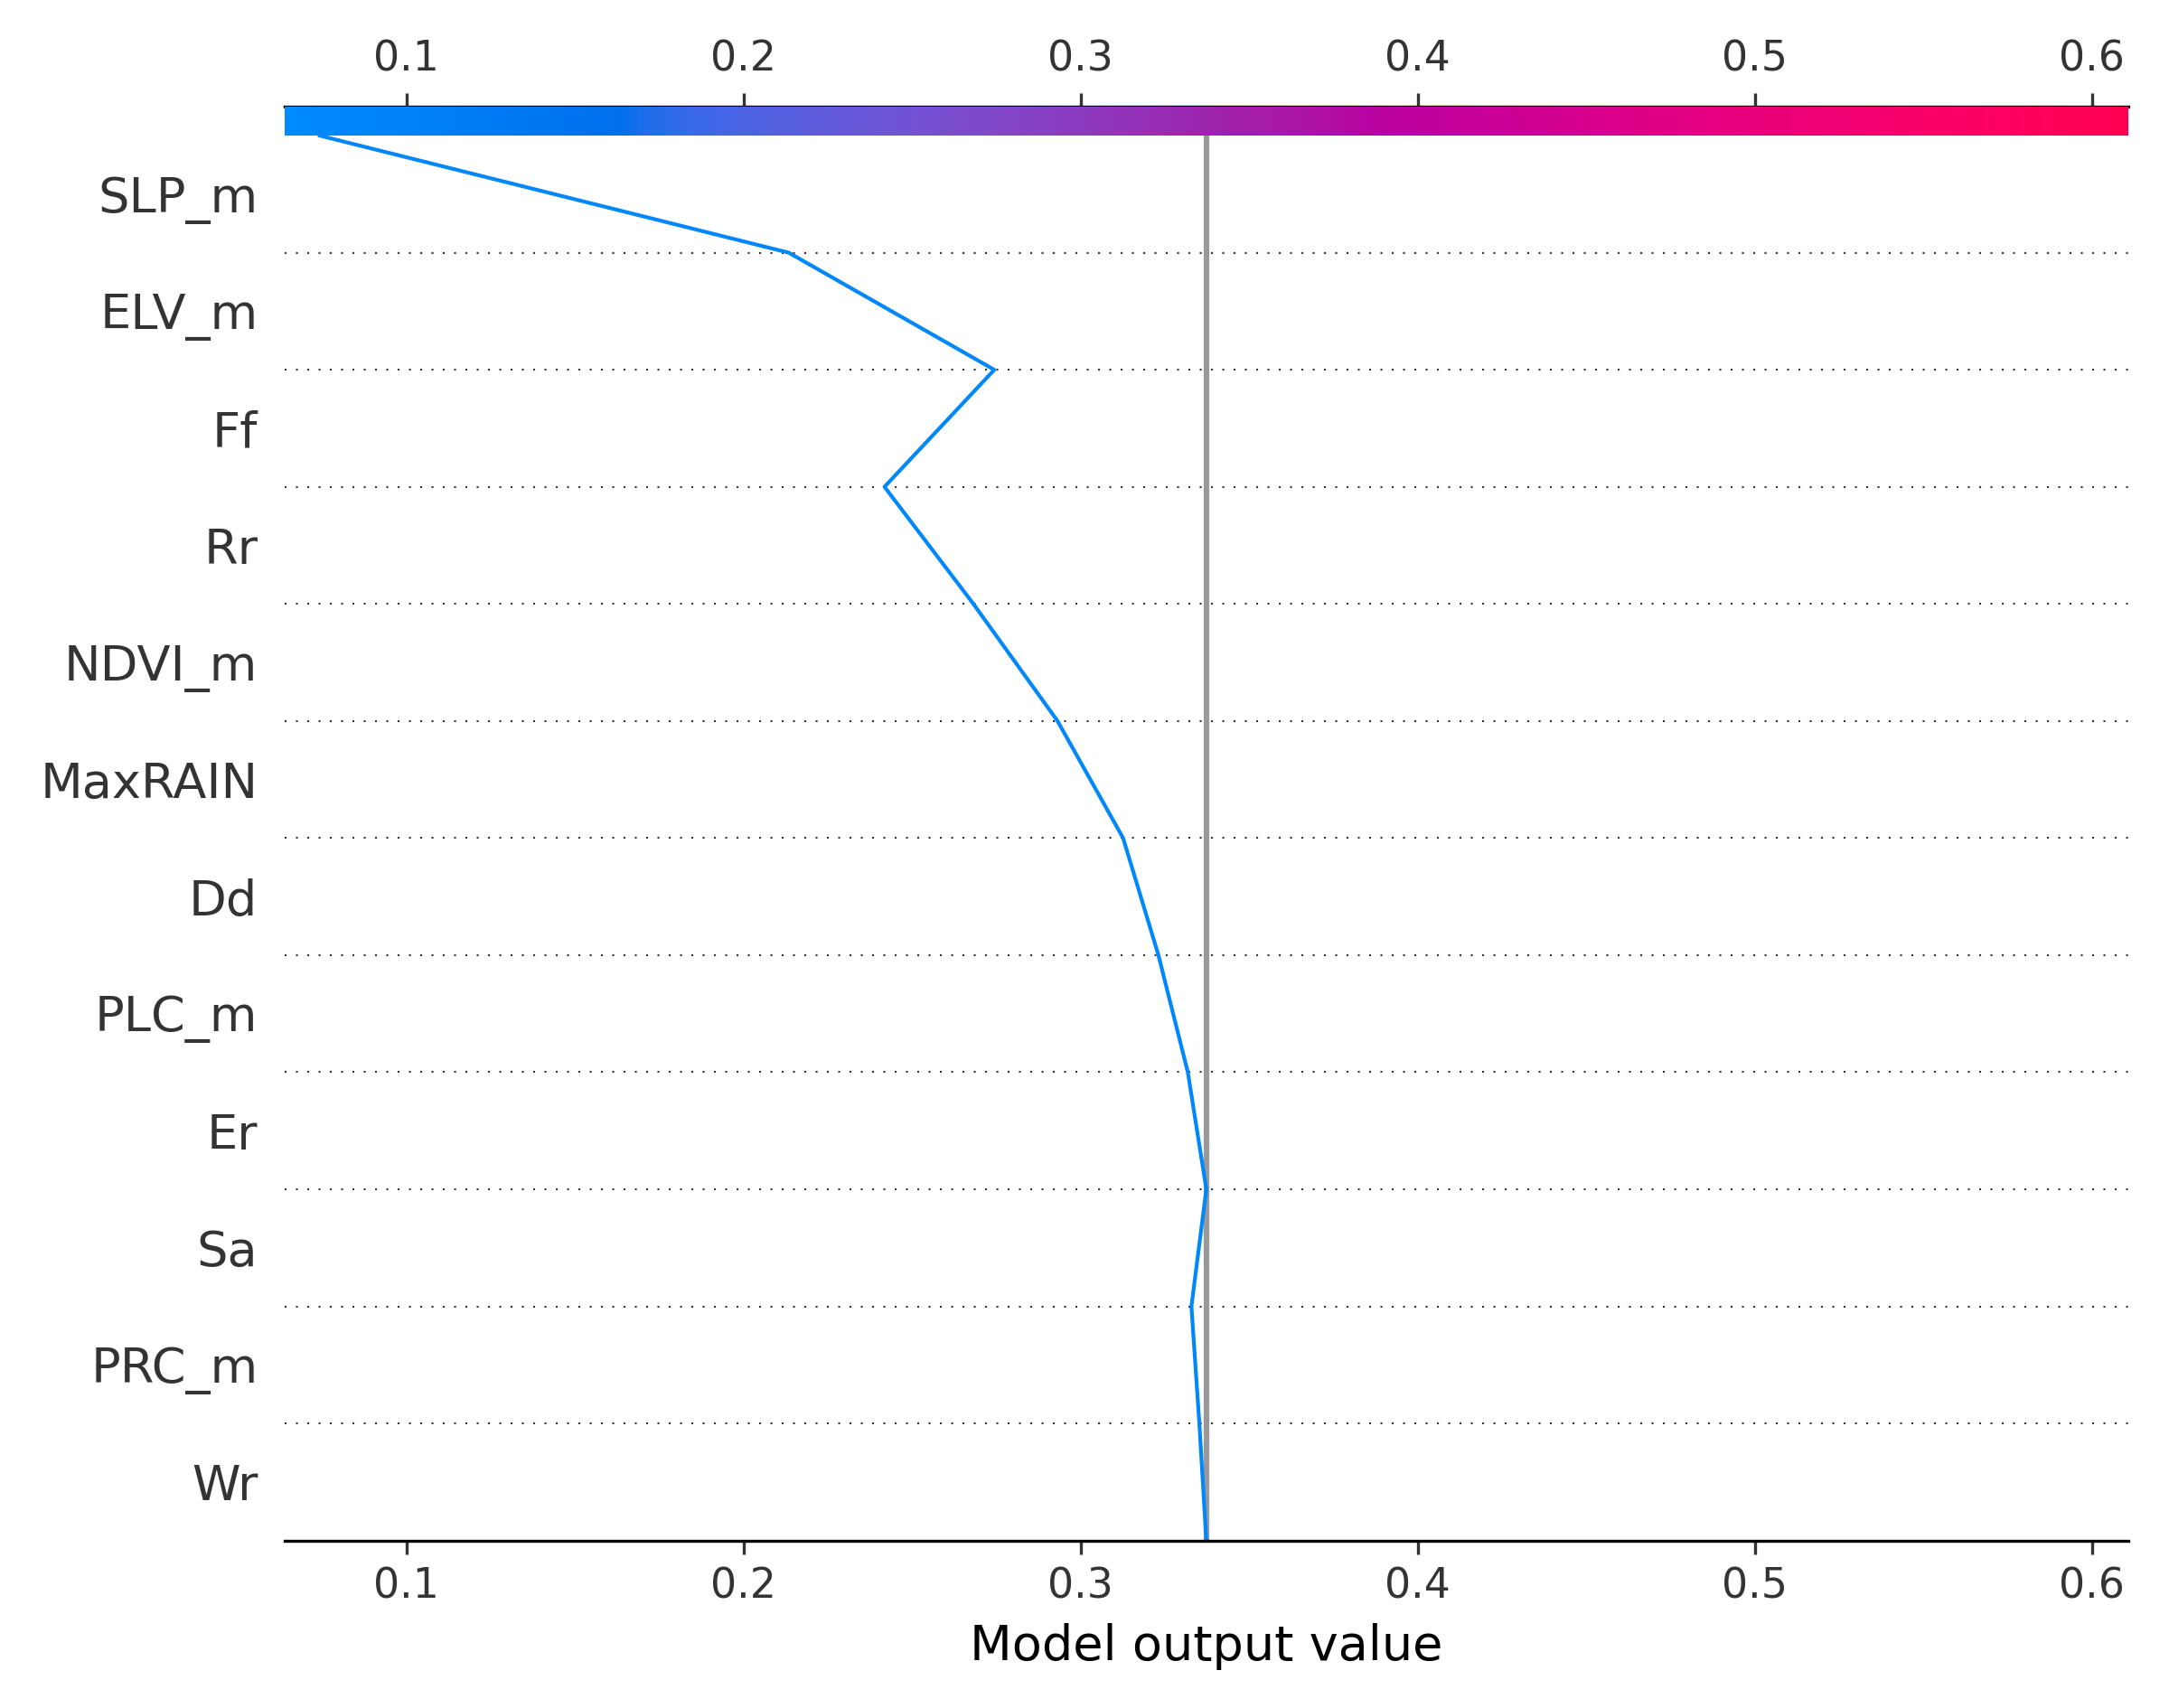 0.1 0.2 0.3 0.4 0.5 0.6
SLP_m
ELV_m
Ff
Rr
NDVI_m
MaxRAIN
Dd
PLC_m
Er
Sa
PRC_m
Wr
0.1 0.2 0.3 0.4 0.5 0.6
Model output value